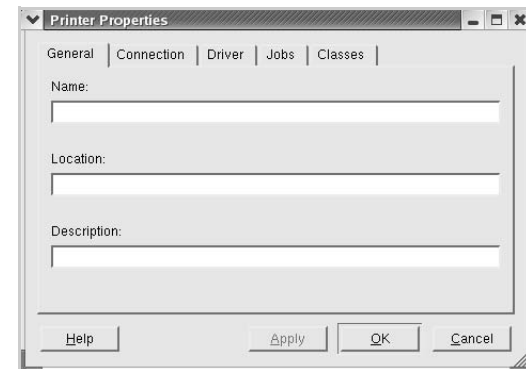 Printer Properties
General Connection Driver Jobs Classes
Name:
Location:
Description:
Help Apply OK Cancel